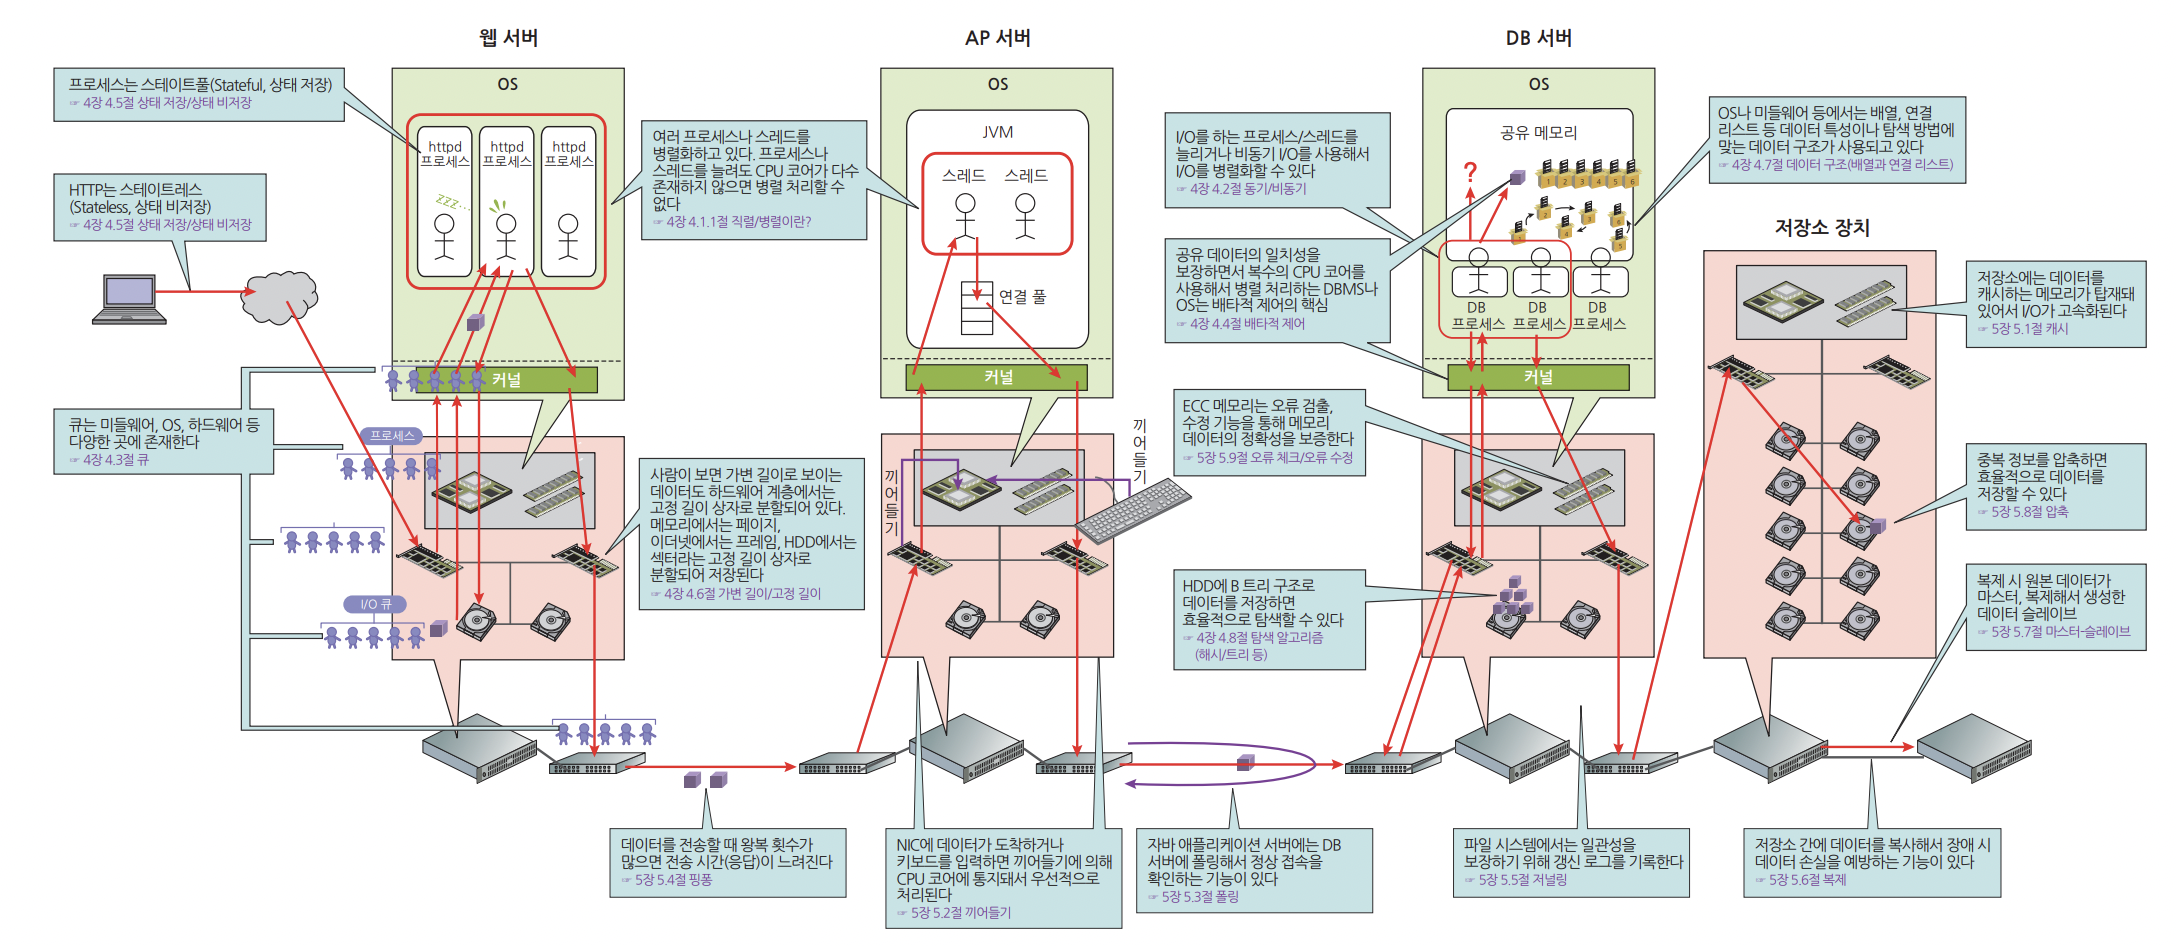 웹 서버
AP 서버
DB 서버
저장소 장치
프로세스는 스테이트풀(Stateful, 상태 저장)
☞ 4장 4.5절 상태 저장/상태 비저장
HTTP는 스테이트레스
(Stateless, 상태 비저장)
☞ 4장 4.5절 상태 저장/상태 비저장
OS
httpd
프로세스
httpd
프로세스
httpd
프로세스
zzz...
커널
큐는 미들웨어, OS, 하드웨어 등
다양한 곳에 존재한다
☞ 4장 4.3절 큐
프로세스
I/O 큐
여러 프로세스나 스레드를
병렬화하고 있다. 프로세스나
스레드를 늘려도 CPU 코어가 다수
존재하지 않으면 병렬 처리할 수
없다
☞ 4장 4.1.1절 직렬/병렬이란?
사람이 보면 가변 길이로 보이는
데이터도 하드웨어 계층에서는
고정 길이 상자로 분할되어 있다.
메모리에서는 페이지,
이더넷에서는 프레임, HDD에서는
섹터라는 고정 길이 상자로
분할되어 저장된다
☞ 4장 4.6절 가변 길이/고정 길이
OS
JVM
스레드
스레드
연결 풀
커널
끼어들기
끼어들기
I/O를 하는 프로세스/스레드를
늘리거나 비동기 I/O를 사용해서
I/O를 병렬화할 수 있다
☞ 4장 4.2절 동기/비동기
공유 데이터의 일치성을
보장하면서 복수의 CPU 코어를
사용해서 병렬 처리하는 DBMS나
OS는 배타적 제어의 핵심
☞ 4장 4.4절 배타적 제어
ECC 메모리는 오류 검출,
수정 기능을 통해 메모리
데이터의 정확성을 보증한다
☞ 5장 5.9절 오류 체크/오류 수정
HDD에 B 트리 구조로
데이터를 저장하면
효율적으로 탐색할 수 있다
☞ 4장 4.8절 탐색 알고리즘
(해시/트리 등)
OS
공유 메모리
?
1 2 3 4 5 6
1
2
3
4
5
6
DB
프로세스
DB
프로세스
DB
프로세스
커널
OS나 미들웨어 등에서는 배열, 연결
리스트 등 데이터 특성이나 탐색 방법에
맞는 데이터 구조가 사용되고 있다
☞ 4장 4.7절 데이터 구조(배열과 연결 리스트)
저장소에는 데이터를
캐시하는 메모리가 탑재돼
있어서 I/O가 고속화된다
☞ 5장 5.1절 캐시
중복 정보를 압축하면
효율적으로 데이터를
저장할 수 있다
☞ 5장 5.8절 압축
복제 시 원본 데이터가
마스터, 복제해서 생성한
데이터 슬레이브
☞ 5장 5.7절 마스터-슬레이브
데이터를 전송할 때 왕복 횟수가
많으면 전송 시간(응답)이 느려진다
☞ 5장 5.4절 핑퐁
NIC에 데이터가 도착하거나
키보드를 입력하면 끼어들기에 의해
CPU 코어에 통지돼서 우선적으로
처리된다
☞ 5장 5.2절 끼어들기
자바 애플리케이션 서버에는 DB
서버에 폴링해서 정상 접속을
확인하는 기능이 있다
☞ 5장 5.3절 폴링
파일 시스템에서는 일관성을
보장하기 위해 갱신 로그를 기록한다
☞ 5장 5.5절 저널링
저장소 간에 데이터를 복사해서 장애 시
데이터 손실을 예방하는 기능이 있다
☞ 5장 5.6절 복제